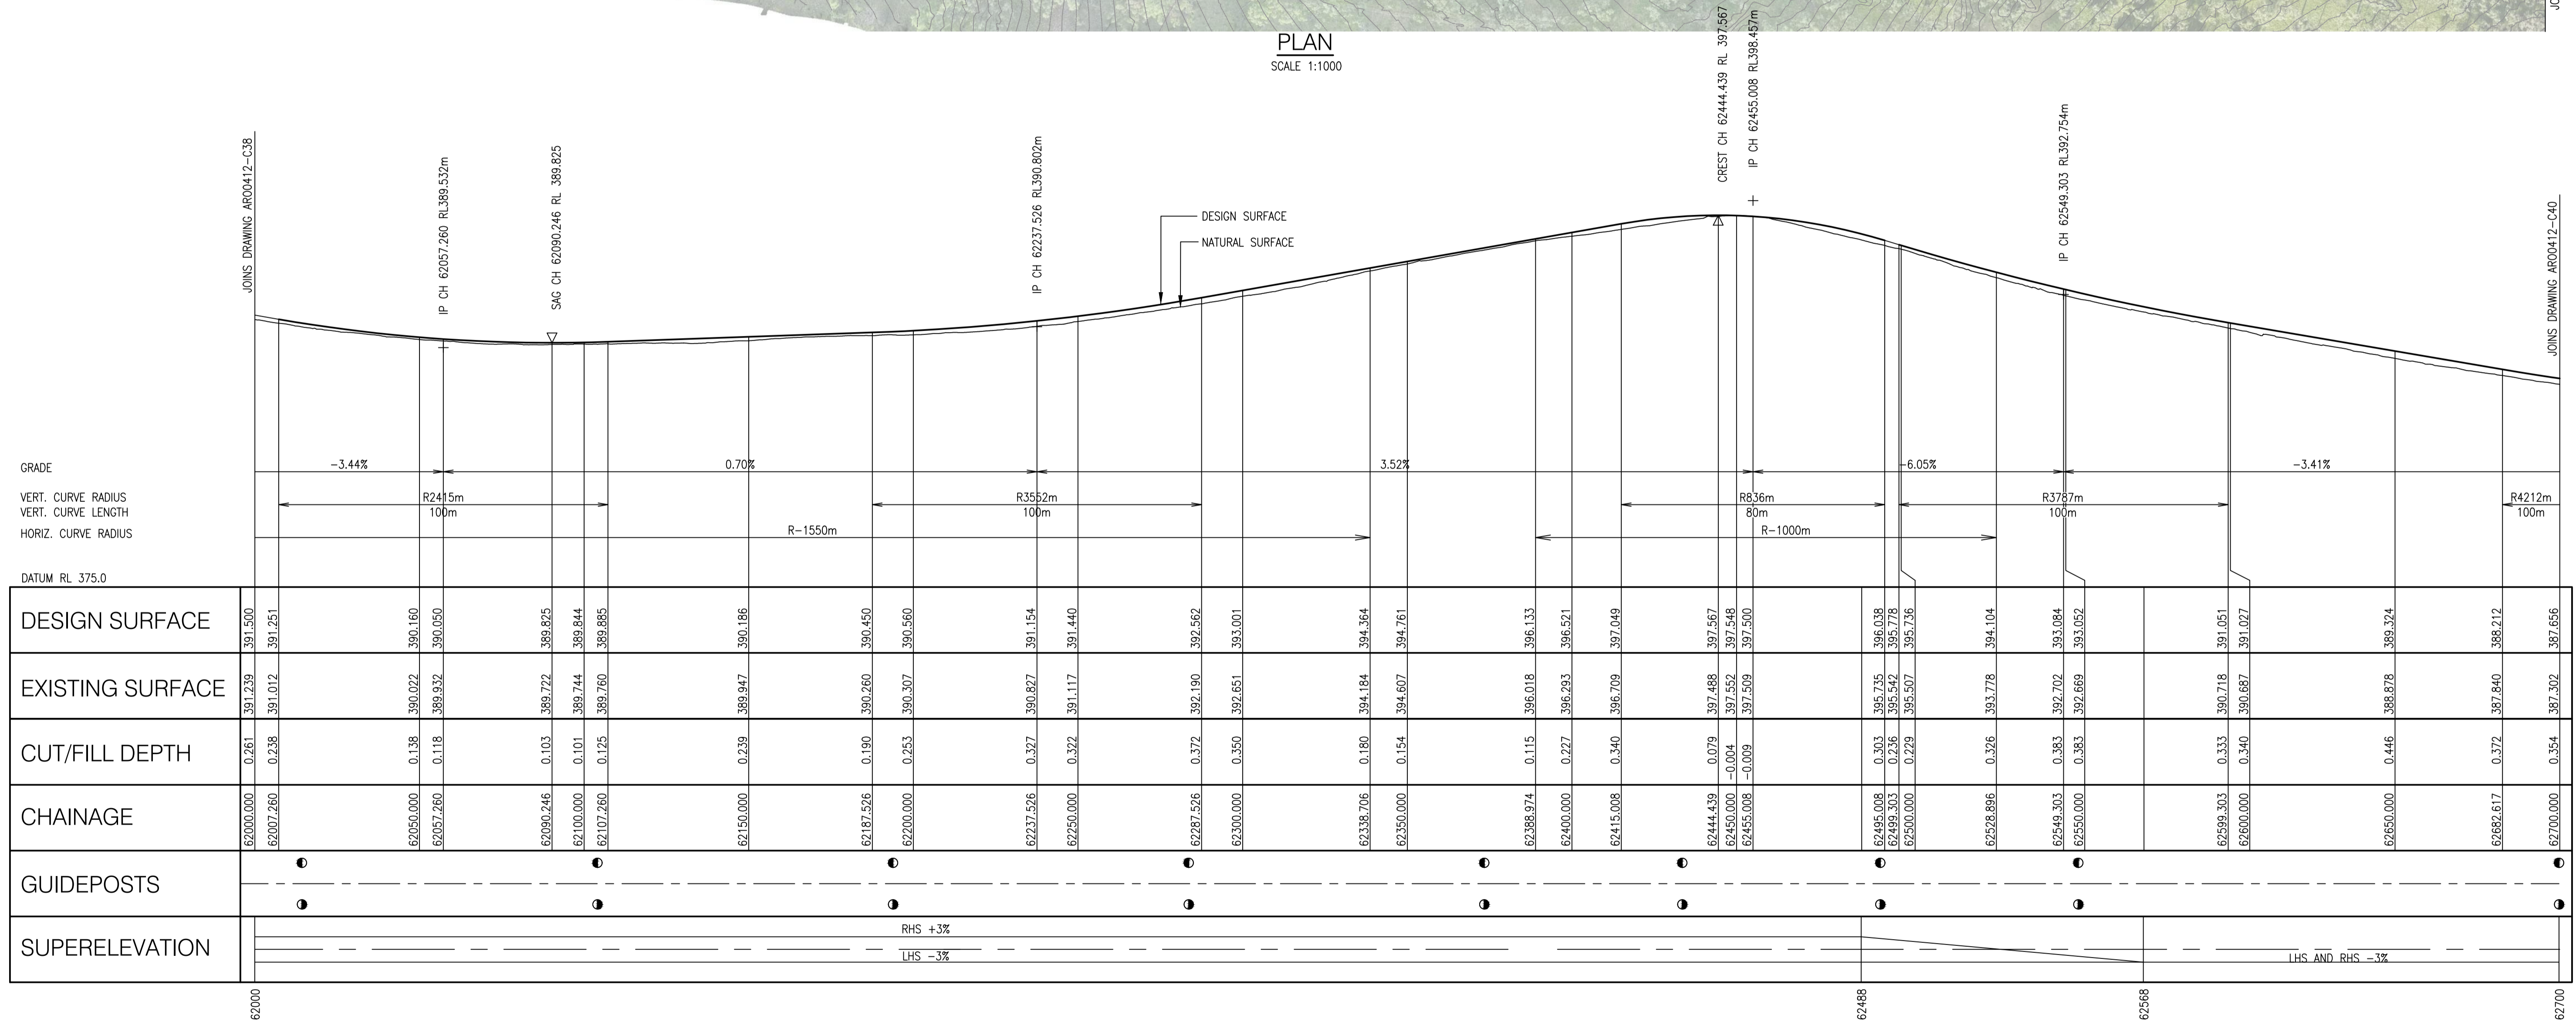 PLAN
SCALE 1:1000
JOINS DRAWING ARO0412-C38
IP CH 62057.260 RL389.532m
SAG CH 62090.246 RL 389.825
IP CH 62237.526 RL390.802m
CREST CH 62444.439 RL 397.567
IP CH 62455.008 RL398.457m
IP CH 62549.303 RL392.754m
JOINS DRAWING ARO0412-C40
DESIGN SURFACE
NATURAL SURFACE
GRADE -3.44% 0.70% 3.52% -6.05% -3.41%
VERT. CURVE RADIUS R2415m R3552m R836m R3787m R4212m
VERT. CURVE LENGTH 100m 100m 80m 100m 100m
HORIZ. CURVE RADIUS R-1550m R-1000m
DATUM RL 375.0
DESIGN SURFACE 391.500 391.251 390.160 390.050 389.825 389.844 389.885 390.186 390.450 390.560 391.154 391.440 392.562 393.001 394.364 394.761 396.133 396.521 397.049 397.567 397.548 397.500 396.038 395.778 395.736 394.104 393.084 393.052 391.051 391.027 389.324 388.212 387.656
EXISTING SURFACE 391.239 391.012 390.022 389.932 389.722 389.744 389.760 389.947 390.260 390.307 390.827 391.117 392.190 392.651 394.184 394.607 396.018 396.293 396.709 397.488 397.552 397.509 395.735 395.542 395.507 393.778 392.702 392.669 390.718 390.687 388.878 387.840 387.302
CUT/FILL DEPTH 0.261 0.238 0.138 0.118 0.103 0.101 0.125 0.239 0.190 0.253 0.327 0.322 0.372 0.350 0.180 0.154 0.115 0.227 0.340 0.079 -0.004 -0.009 0.303 0.236 0.229 0.326 0.383 0.383 0.333 0.340 0.446 0.372 0.354
CHAINAGE 62000.000 62007.260 62050.000 62057.260 62090.246 62100.000 62107.260 62150.000 62187.526 62200.000 62237.526 62250.000 62287.526 62300.000 62338.706 62350.000 62388.974 62400.000 62415.008 62444.439 62450.000 62455.008 62495.008 62499.303 62500.000 62528.896 62549.303 62550.000 62599.303 62600.000 62650.000 62682.617 62700.000
GUIDEPOSTS
SUPERELEVATION
RHS +3%
LHS -3%
LHS AND RHS -3%
62000 62488 62568 62700